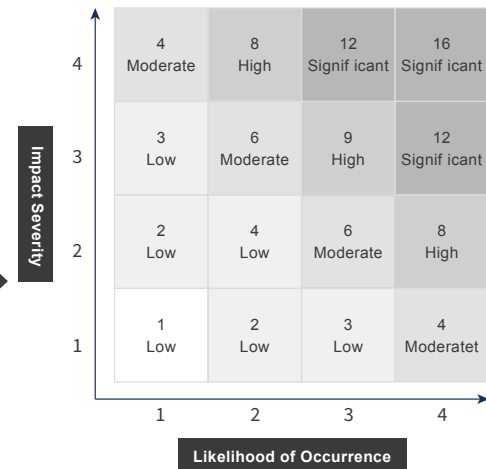 4
4
Moderate
8
High
12
Signif icant
16
Signif icant
3
3
Low
6
Moderate
9
High
12
Signif icant
Impact Severity
2
2
Low
4
Low
6
Moderate
8
High
1
1
Low
2
Low
3
Low
4
Moderatet
1
2
3
4
Likelihood of Occurrence